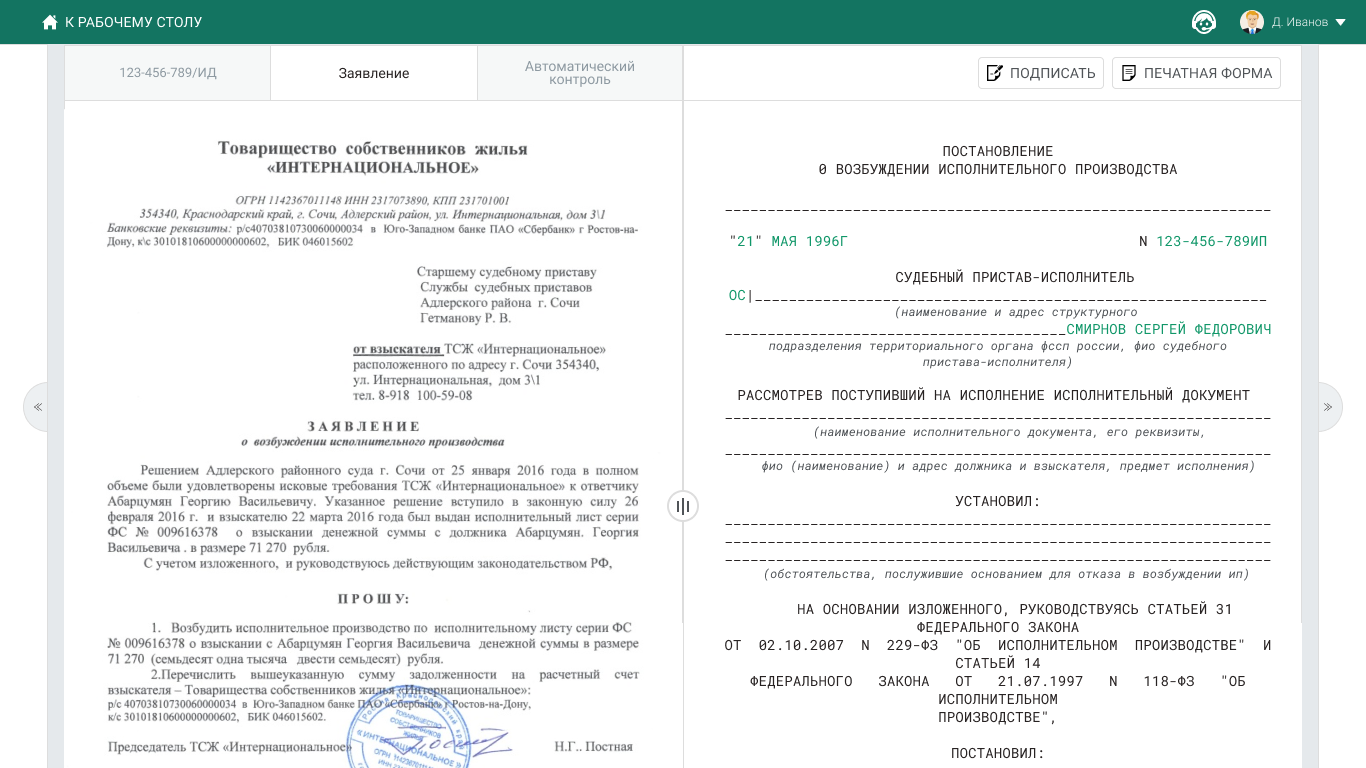 К РАБОЧЕМУ СТОЛУ
Д. Иванов
123-456-789/ИД
Заявление
Автоматический
контроль
ПОДПИСАТЬ
ПЕЧАТНАЯ ФОРМА
Товарищество собственников жилья
«ИНТЕРНАЦИОНАЛЬНОЕ»
ОГРН 1142367011148 ИНН 2317073890, КПП 231701001
354340, Краснодарский край, г. Сочи, Адлерский район, ул. Интернациональная, дом 3\1
Банковские реквизиты: р/с40703810730060000034 в Юго-Западном банке ПАО «Сбербанк» г Ростов-на-
Дону, к\с 30101810600000000602, БИК 046015602
Старшему судебному приставу
Службы судебных приставов
Адлерского района г. Сочи
Гетманову Р. В.
от взыскателя ТСЖ «Интернациональное»
расположенного по адресу г. Сочи 354340,
ул. Интернациональная, дом 3\1
тел. 8-918 100-59-08
ЗАЯВЛЕНИЕ
о возбуждении исполнительного производства
Решением Адлерского районного суда г. Сочи от 25 января 2016 года в полном
объеме были удовлетворены исковые требования ТСЖ «Интернациональное» к ответчику
Абарцумян Георгию Васильевичу. Указанное решение вступило в законную силу 26
февраля 2016 г. и взыскателю 22 марта 2016 года был выдан исполнительный лист серии
ФС № 009616378 о взыскании денежной суммы с должника Абарцумян. Георгия
Васильевича . в размере 71 270 рубля.
С учетом изложенного, и руководствуюсь действующим законодательством РФ,
ПРОШУ:
1. Возбудить исполнительное производство по исполнительному листу серии ФС
№ 009616378 о взыскании с Абарцумян Георгия Васильевича денежной суммы в размере
71 270 (семьдесят одна тысяча двести семьдесят) рубля.
2.Перечислить вышеуказанную сумму задолженности на расчетный счет
взыскателя – Товарищества собственников жилья «Интернациональное»:
р/с 40703810730060000034 в Юго-Западном банке ПАО «Сбербанк» г Ростов-на-Дону,
к/с 30101810600000000602, БИК 046015602.
Председатель ТСЖ «Интернациональное»
Н.Г.. Постная
ТОВАРИЩЕСТВО
СОБСТВЕННИКОВ
ЖИЛЬЯ
«ИНТЕРНАЦИОНАЛЬНОЕ»
ПОСТАНОВЛЕНИЕ
О ВОЗБУЖДЕНИИ ИСПОЛНИТЕЛЬНОГО ПРОИЗВОДСТВА
"21" МАЯ 1996Г
N 123-456-789ИП
СУДЕБНЫЙ ПРИСТАВ-ИСПОЛНИТЕЛЬ
ОС|
(наименование и адрес структурного
СМИРНОВ СЕРГЕЙ ФЕДОРОВИЧ
подразделения территориального органа фссп россии, фио судебного
пристава-исполнителя)
РАССМОТРЕВ ПОСТУПИВШИЙ НА ИСПОЛНЕНИЕ ИСПОЛНИТЕЛЬНЫЙ ДОКУМЕНТ
(наименование исполнительного документа, его реквизиты,
фио (наименование) и адрес должника и взыскателя, предмет исполнения)
УСТАНОВИЛ:
(обстоятельства, послужившие основанием для отказа в возбуждении ип)
НА ОСНОВАНИИ ИЗЛОЖЕННОГО, РУКОВОДСТВУЯСЬ СТАТЬЕЙ 31
ФЕДЕРАЛЬНОГО ЗАКОНА
ОТ 02.10.2007 N 229-ФЗ "ОБ ИСПОЛНИТЕЛЬНОМ ПРОИЗВОДСТВЕ" И
СТАТЬЕЙ 14
ФЕДЕРАЛЬНОГО ЗАКОНА ОТ 21.07.1997 N 118-ФЗ "ОБ
ИСПОЛНИТЕЛЬНОМ
ПРОИЗВОДСТВЕ",
ПОСТАНОВИЛ: